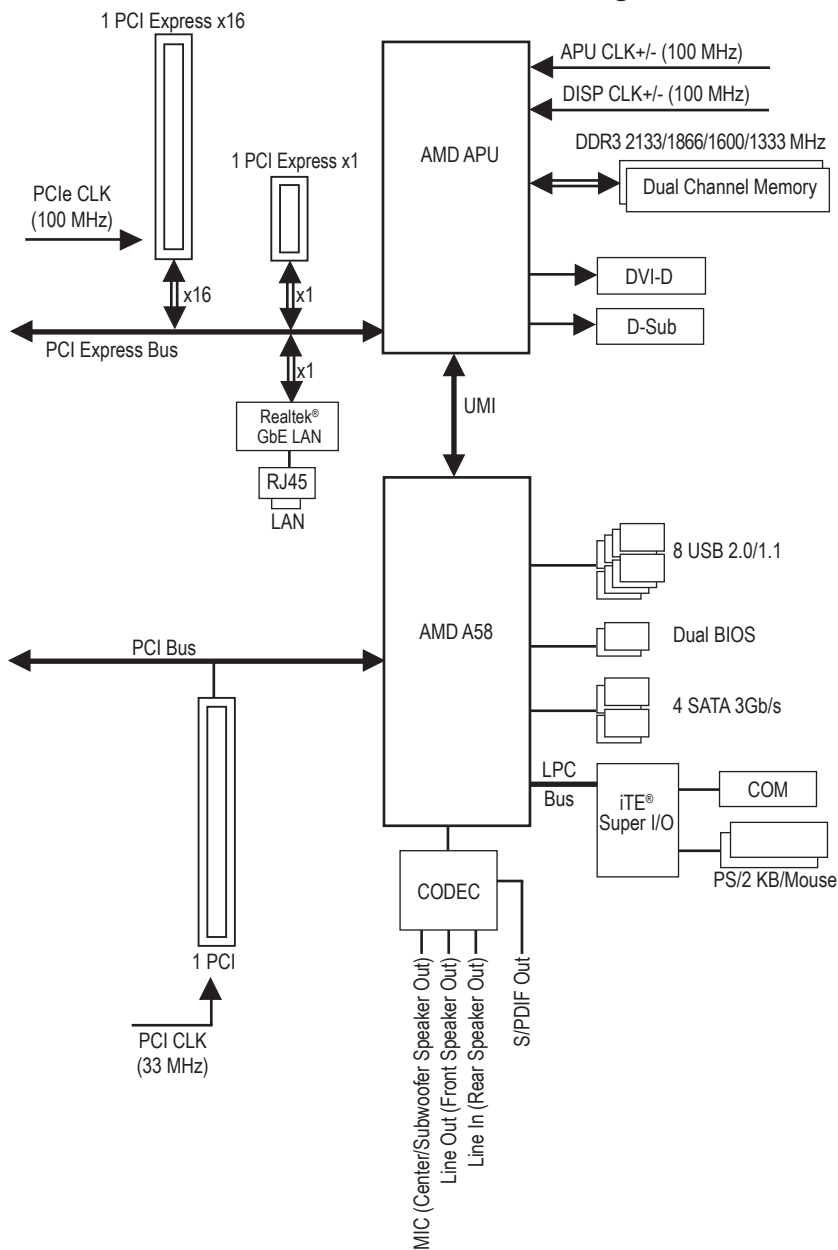 1 PCI Express x16
APU CLK+/- (100 MHz)
DISP CLK+/- (100 MHz)
DDR3 2133/1866/1600/1333 MHz
AMD APU
1 PCI Express x1
Dual Channel Memory
PCIe CLK
(100 MHz)
DVI-D
x16
x1
D-Sub
PCI Express Bus
x1
UMI
Realtek®
GbE LAN
RJ45
LAN
8 USB 2.0/1.1
AMD A58
Dual BIOS
PCI Bus
4 SATA 3Gb/s
LPC
Bus
iTE®
Super I/O
COM
PS/2 KB/Mouse
CODEC
1 PCI
PCI CLK
(33 MHz)
MIC (Center/Subwoofer Speaker Out)
Line Out (Front Speaker Out)
Line In (Rear Speaker Out)
S/PDIF Out